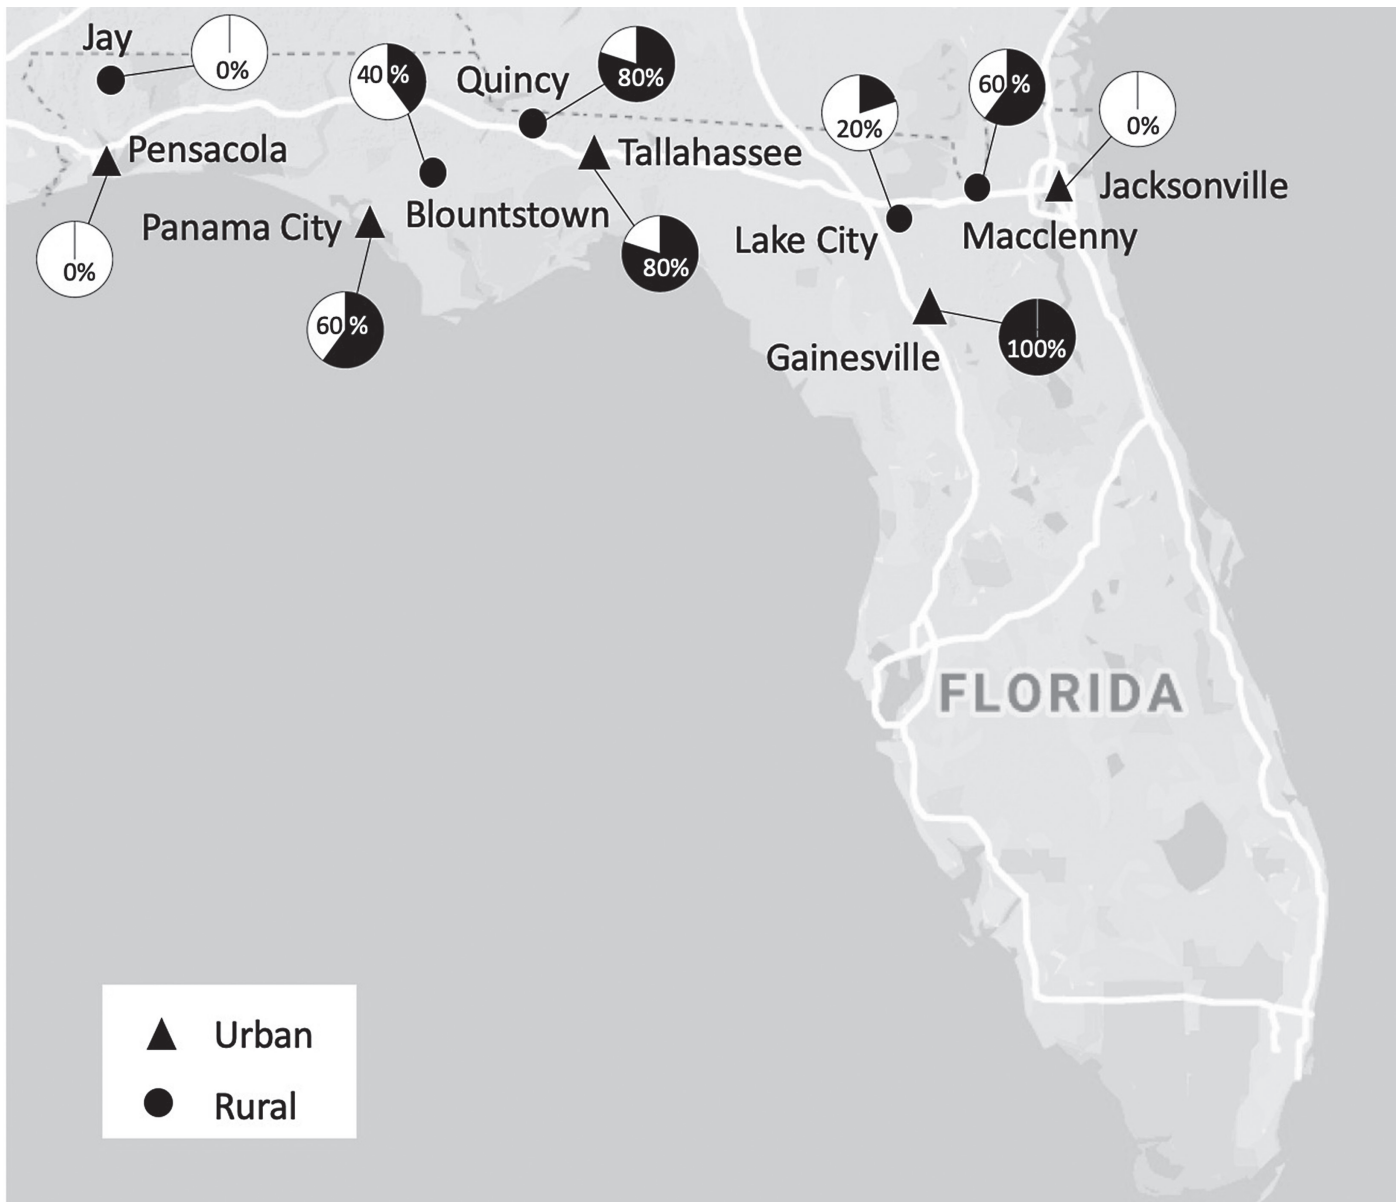 Jay
0%
40 %
Quincy
80%
20%
60 %
0%
Pensacola
Tallahassee
Jacksonville
Panama City
Blountstown
Lake City
Macclenny
0%
80%
60 %
Gainesville
100%
FLORIDA
Urban
Rural